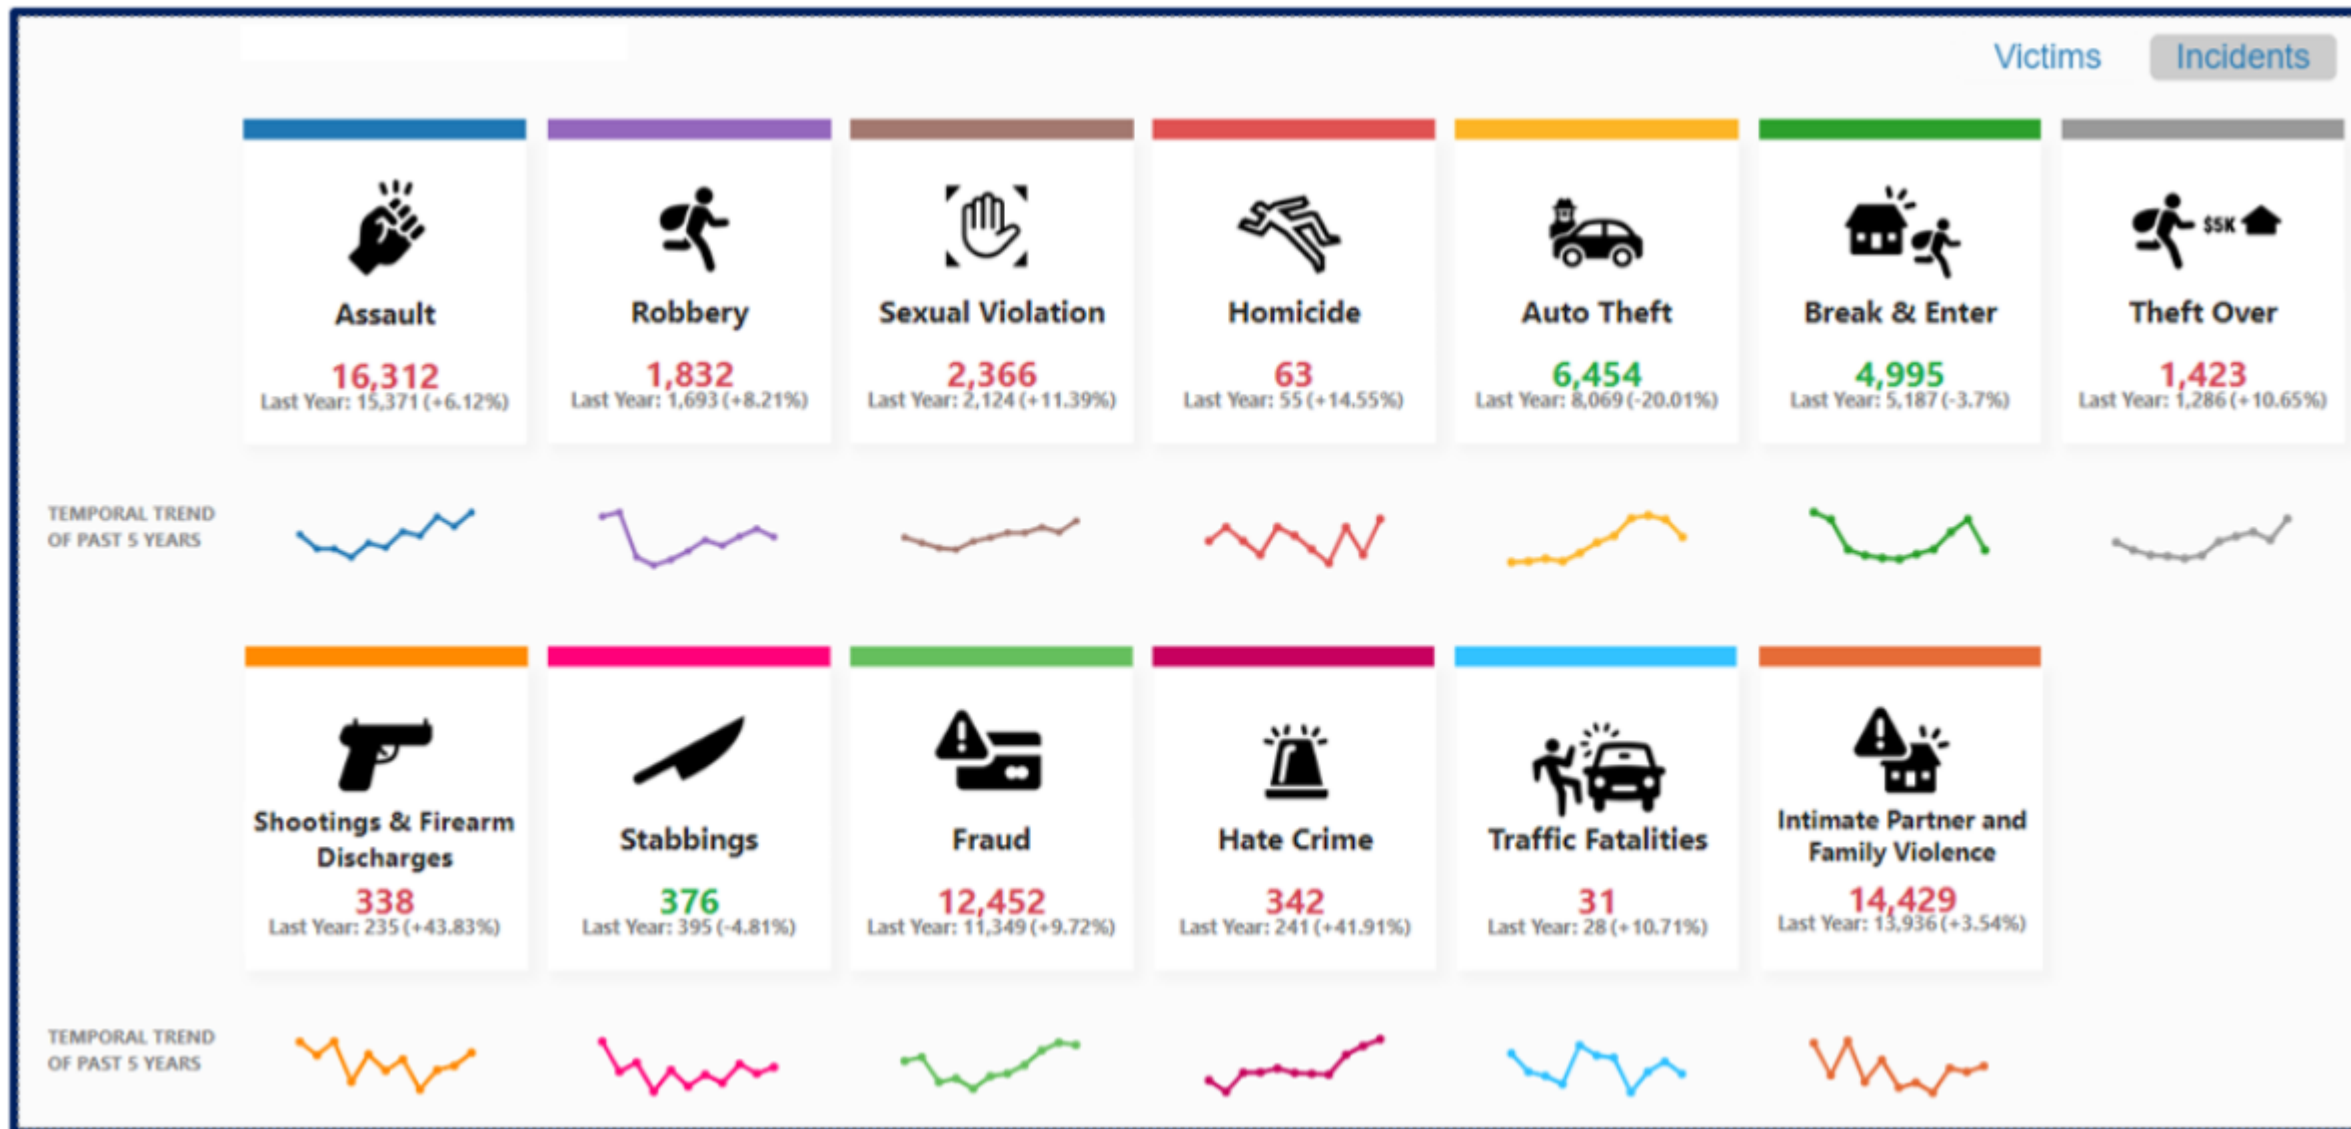 Victims
Incidents
$5K
Assault
Robbery
Sexual Violation
Homicide
Auto Theft
Break & Enter
Theft Over
16,312
1,832
2,366
63
6,454
4,995
1,423
Last Year: 15,371 (+6.12%)
Last Year: 1,693 (+8.21%)
Last Year: 2,124 (+11.39%)
Last Year: 55 (+14.55%)
Last Year: 8,069 (-20.01%)
Last Year: 5,187 (-3.7%)
Last Year: 1,286 (+10.65%)
TEMPORAL TREND
OF PAST 5 YEARS
Shootings & Firearm
Discharges
Stabbings
Fraud
Hate Crime
Traffic Fatalities
Intimate Partner and
Family Violence
338
376
12,452
342
31
14,429
Last Year: 235 (+43.83%)
Last Year: 395 (-4.81%)
Last Year: 11,349 (+9.72%)
Last Year: 241 (+41.91%)
Last Year: 28 (+10.71%)
Last Year: 13,936 (+3.54%)
TEMPORAL TREND
OF PAST 5 YEARS